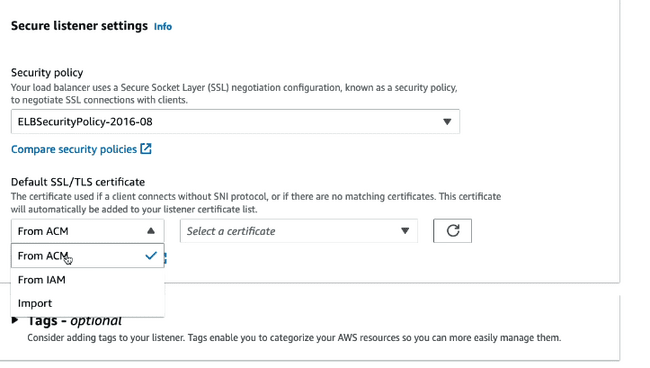 Secure listener settings Info
Security policy
Your load balancer uses a Secure Socket Layer (SSL) negotiation configuration, known as a security policy,
to negotiate SSL connections with clients.
ELBSecurityPolicy-2016-08
Compare security policies
Default SSL/TLS certificate
The certificate used if a client connects without SNI protocol, or if there are no matching certificates. This certificate
will automatically be added to your listener certificate list.
From ACM
Select a certificate
From ACM
From IAM
Import
Tags - optional
Consider adding tags to your listener. Tags enable you to categorize your AWS resources so you can more easily manage them.